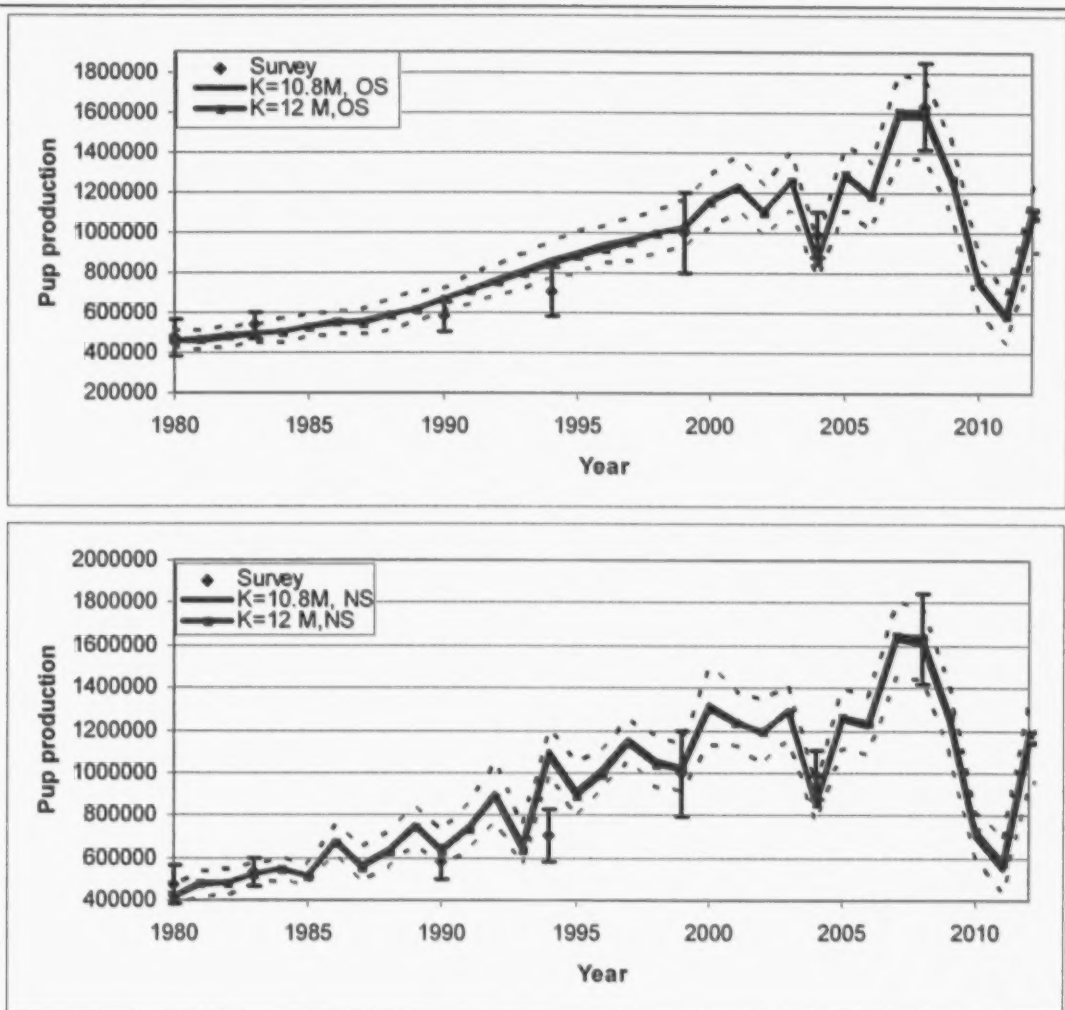 Survey
K=10.8M, OS
K=12 M,OS
Pup production
1800000
1600000
1400000
1200000
1000000
800000
600000
400000
200000
1980 1985 1990 1995 2000 2005 2010
Year
Survey
K=10.8M, NS
K=12 M,NS
Pup production
2000000
1800000
1600000
1400000
1200000
1000000
800000
600000
400000
1980 1985 1990 1995 2000 2005 2010
Year